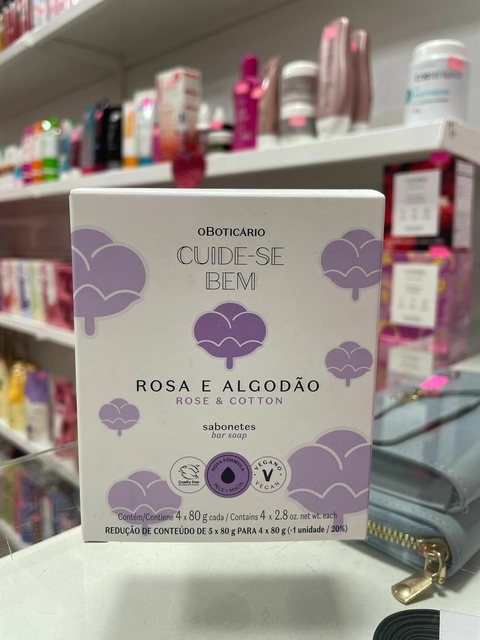 oBOTICÁRIO
CUIDE-SE
BEM
ROSA E ALGODÃO
ROSE & COTTON
sabonetes
bar soap
Cruelty Free
NOVA FÓRMULA
VEGANO
V
VEGAN
Contém/Contiene 4 x 80 g cada / Contains 4 x 2.8 oz. net wt. each
REDUÇÃO DE CONTEÚDO DE 5 x 80 g PARA 4 x 80 g (-1 unidade / 20%)